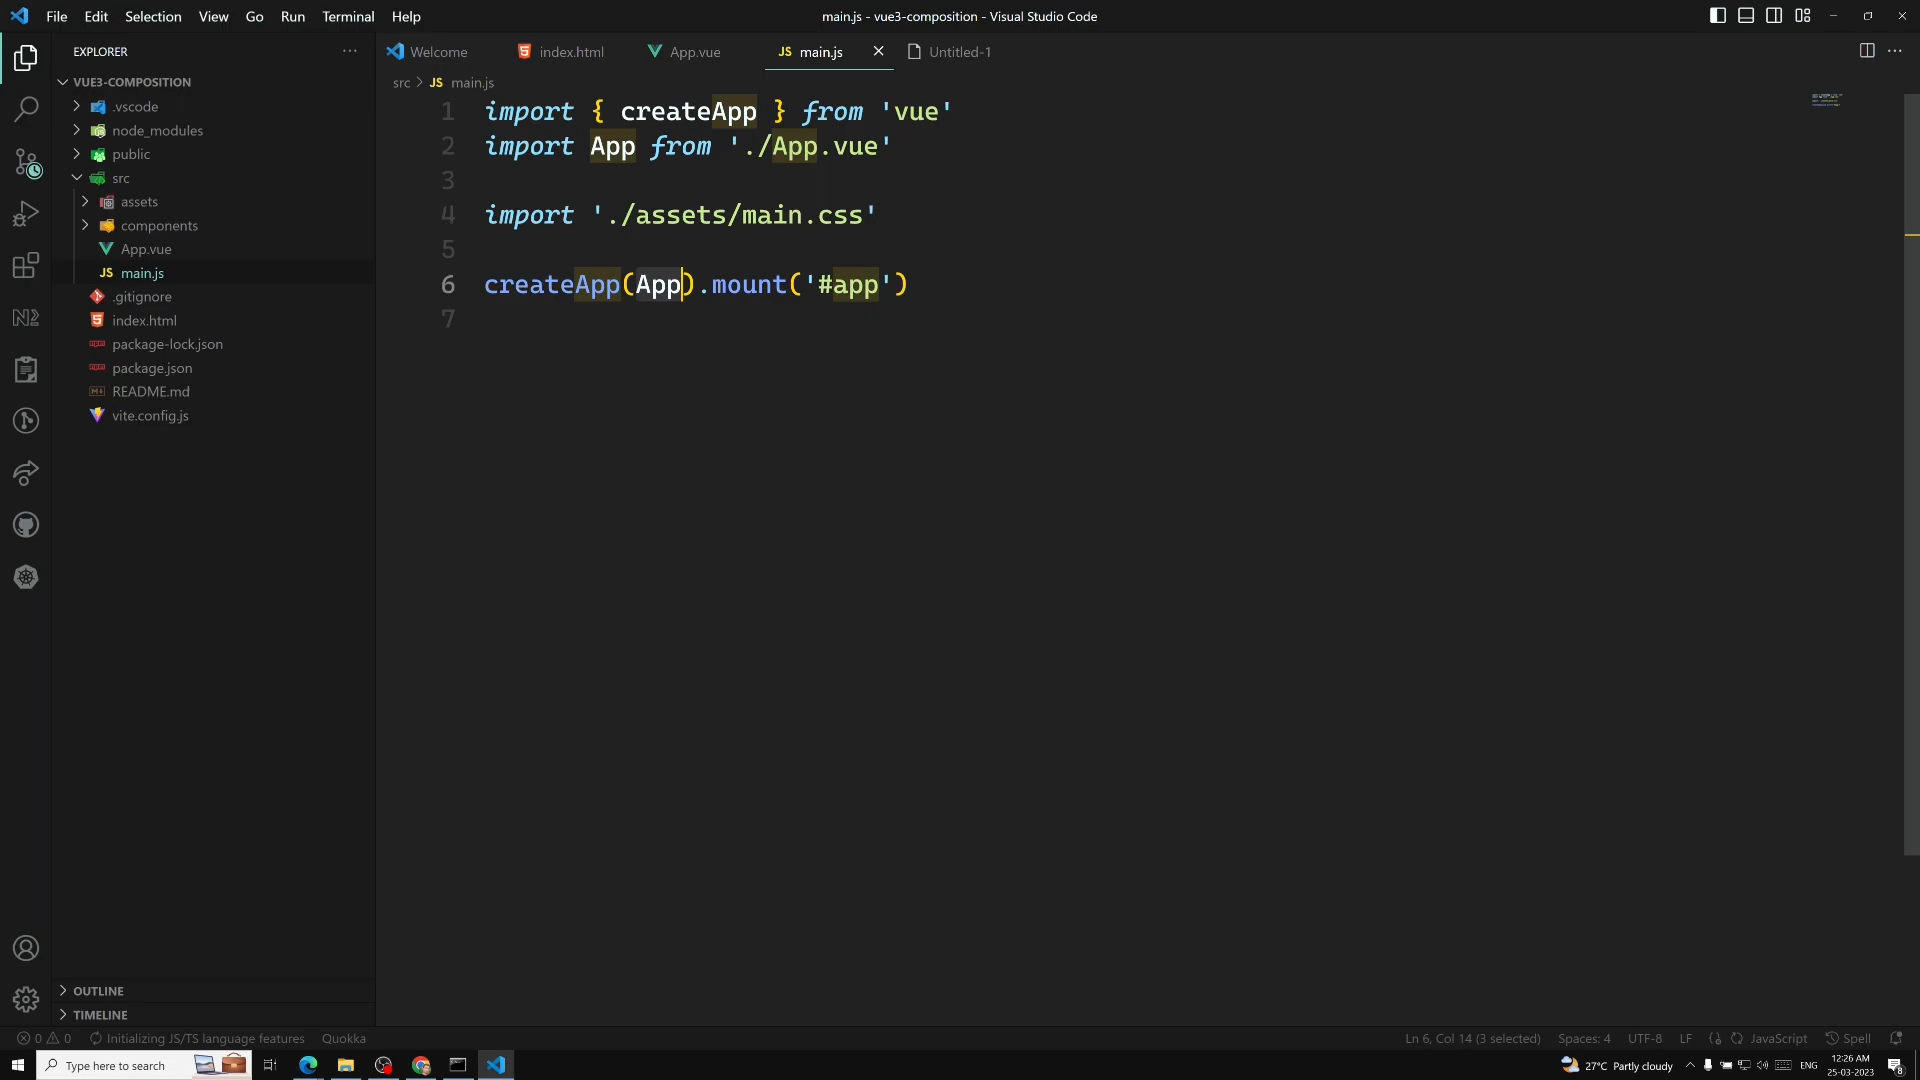 File Edit Selection View Go Run Terminal Help
main.js - vue3-composition - Visual Studio Code
EXPLORER
VUE3-COMPOSITION
.vscode
node_modules
public
src
assets
components
App.vue
main.js
.gitignore
index.html
package-lock.json
package.json
README.md
vite.config.js
OUTLINE
TIMELINE
Welcome index.html App.vue JS main.js Untitled-1
src > JS main.js
1 import { createApp } from 'vue'
2 import App from './App.vue'
3
4 import './assets/main.css'
5
6 createApp(App).mount('#app')
7
0 0 Initializing JS/TS language features Quokka
Ln 6, Col 14 (3 selected) Spaces: 4 UTF-8 LF {} JavaScript Spell
Type here to search
27°C Partly cloudy ENG
12:26 AM
25-03-2023
8